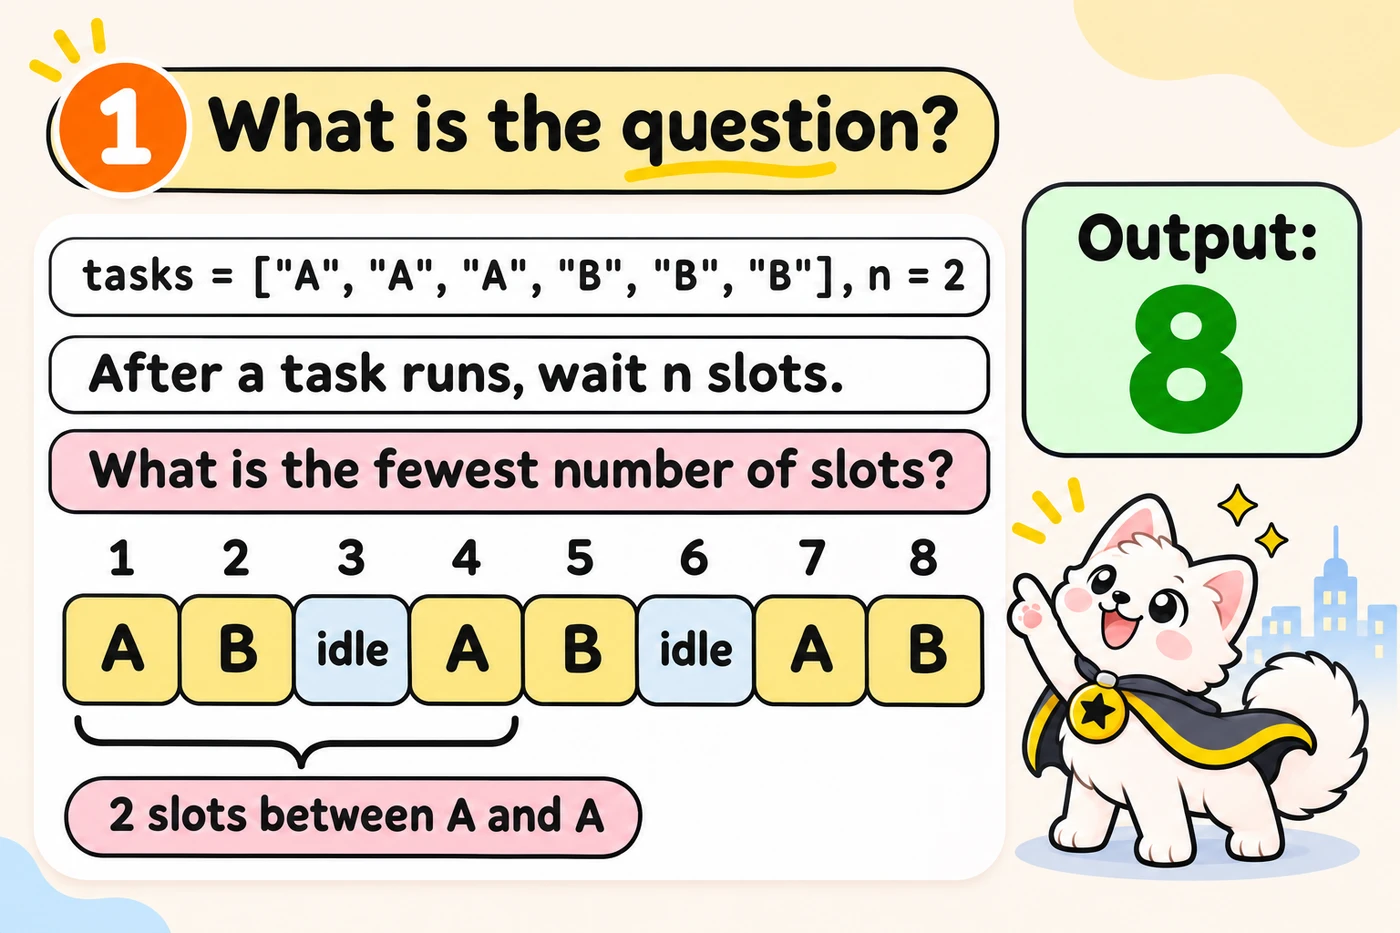 1 What is the question?
tasks = ["A", "A", "A", "B", "B", "B"], n = 2
After a task runs, wait n slots.
What is the fewest number of slots?
1 2 3 4 5 6 7 8
A B idle A B idle A B
2 slots between A and A
Output:
8